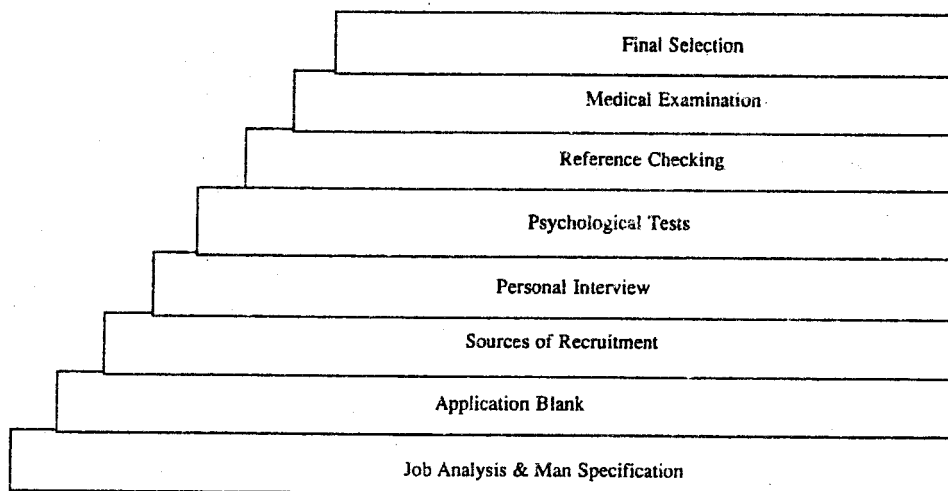 Final Selection
Medical Examination
Reference Checking
Psychological Tests
Personal Interview
Sources of Recruitment
Application Blank
Job Analysis & Man Specification